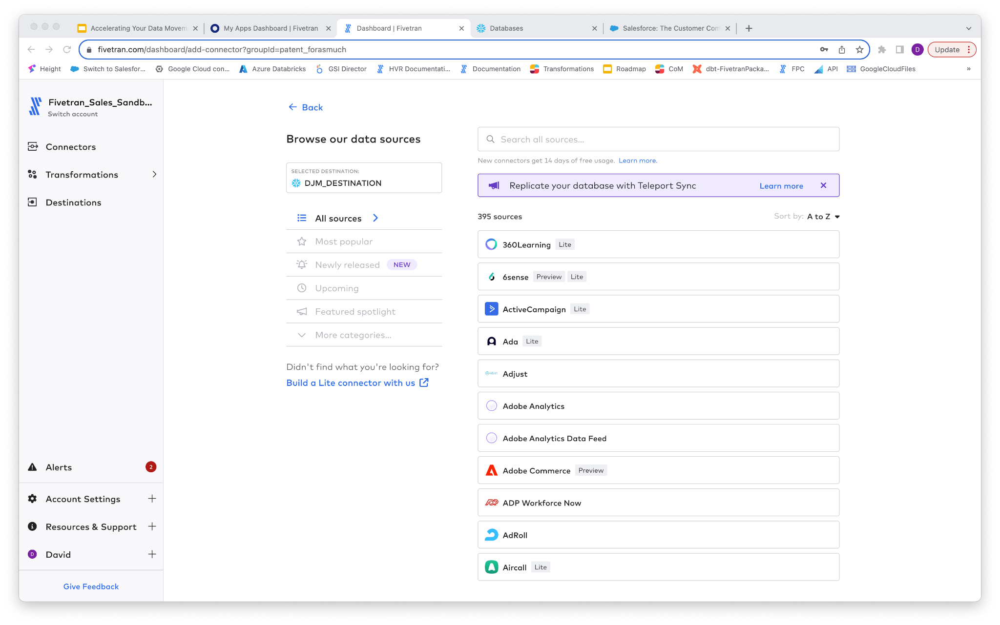 Accelerating Your Data Movem
My Apps Dashboard | Fivetran
Dashboard | Fivetran
Databases
Salesforce: The Customer Com
fivetran.com/dashboard/add-connector?groupId=patent_forasmuch
D
Update
Height
Switch to Salesfor...
Google Cloud con...
Azure Databricks
GSI Director
HVR Documentati...
Documentation
Transformations
Roadmap
CoM
dbt-FivetranPacka...
FPC
API
GoogleCloudFiles
»
Fivetran_Sales_Sandb...
Switch account
Connectors
Transformations
Destinations
Alerts
2
Account Settings
Resources & Support
D
David
Give Feedback
Back
Browse our data sources
SELECTED DESTINATION:
DJM_DESTINATION
All sources
Most popular
Newly released NEW
Upcoming
Featured spotlight
More categories...
Didn't find what you're looking for?
Build a Lite connector with us
Search all sources...
New connectors get 14 days of free usage. Learn more.
Replicate your database with Teleport Sync
Learn more
395 sources
Sort by: A to Z
360Learning Lite
6sense Preview Lite
ActiveCampaign Lite
Ada Lite
adjust
Adjust
Adobe Analytics
Adobe Analytics Data Feed
Adobe Commerce Preview
ADP
ADP Workforce Now
AdRoll
Aircall Lite